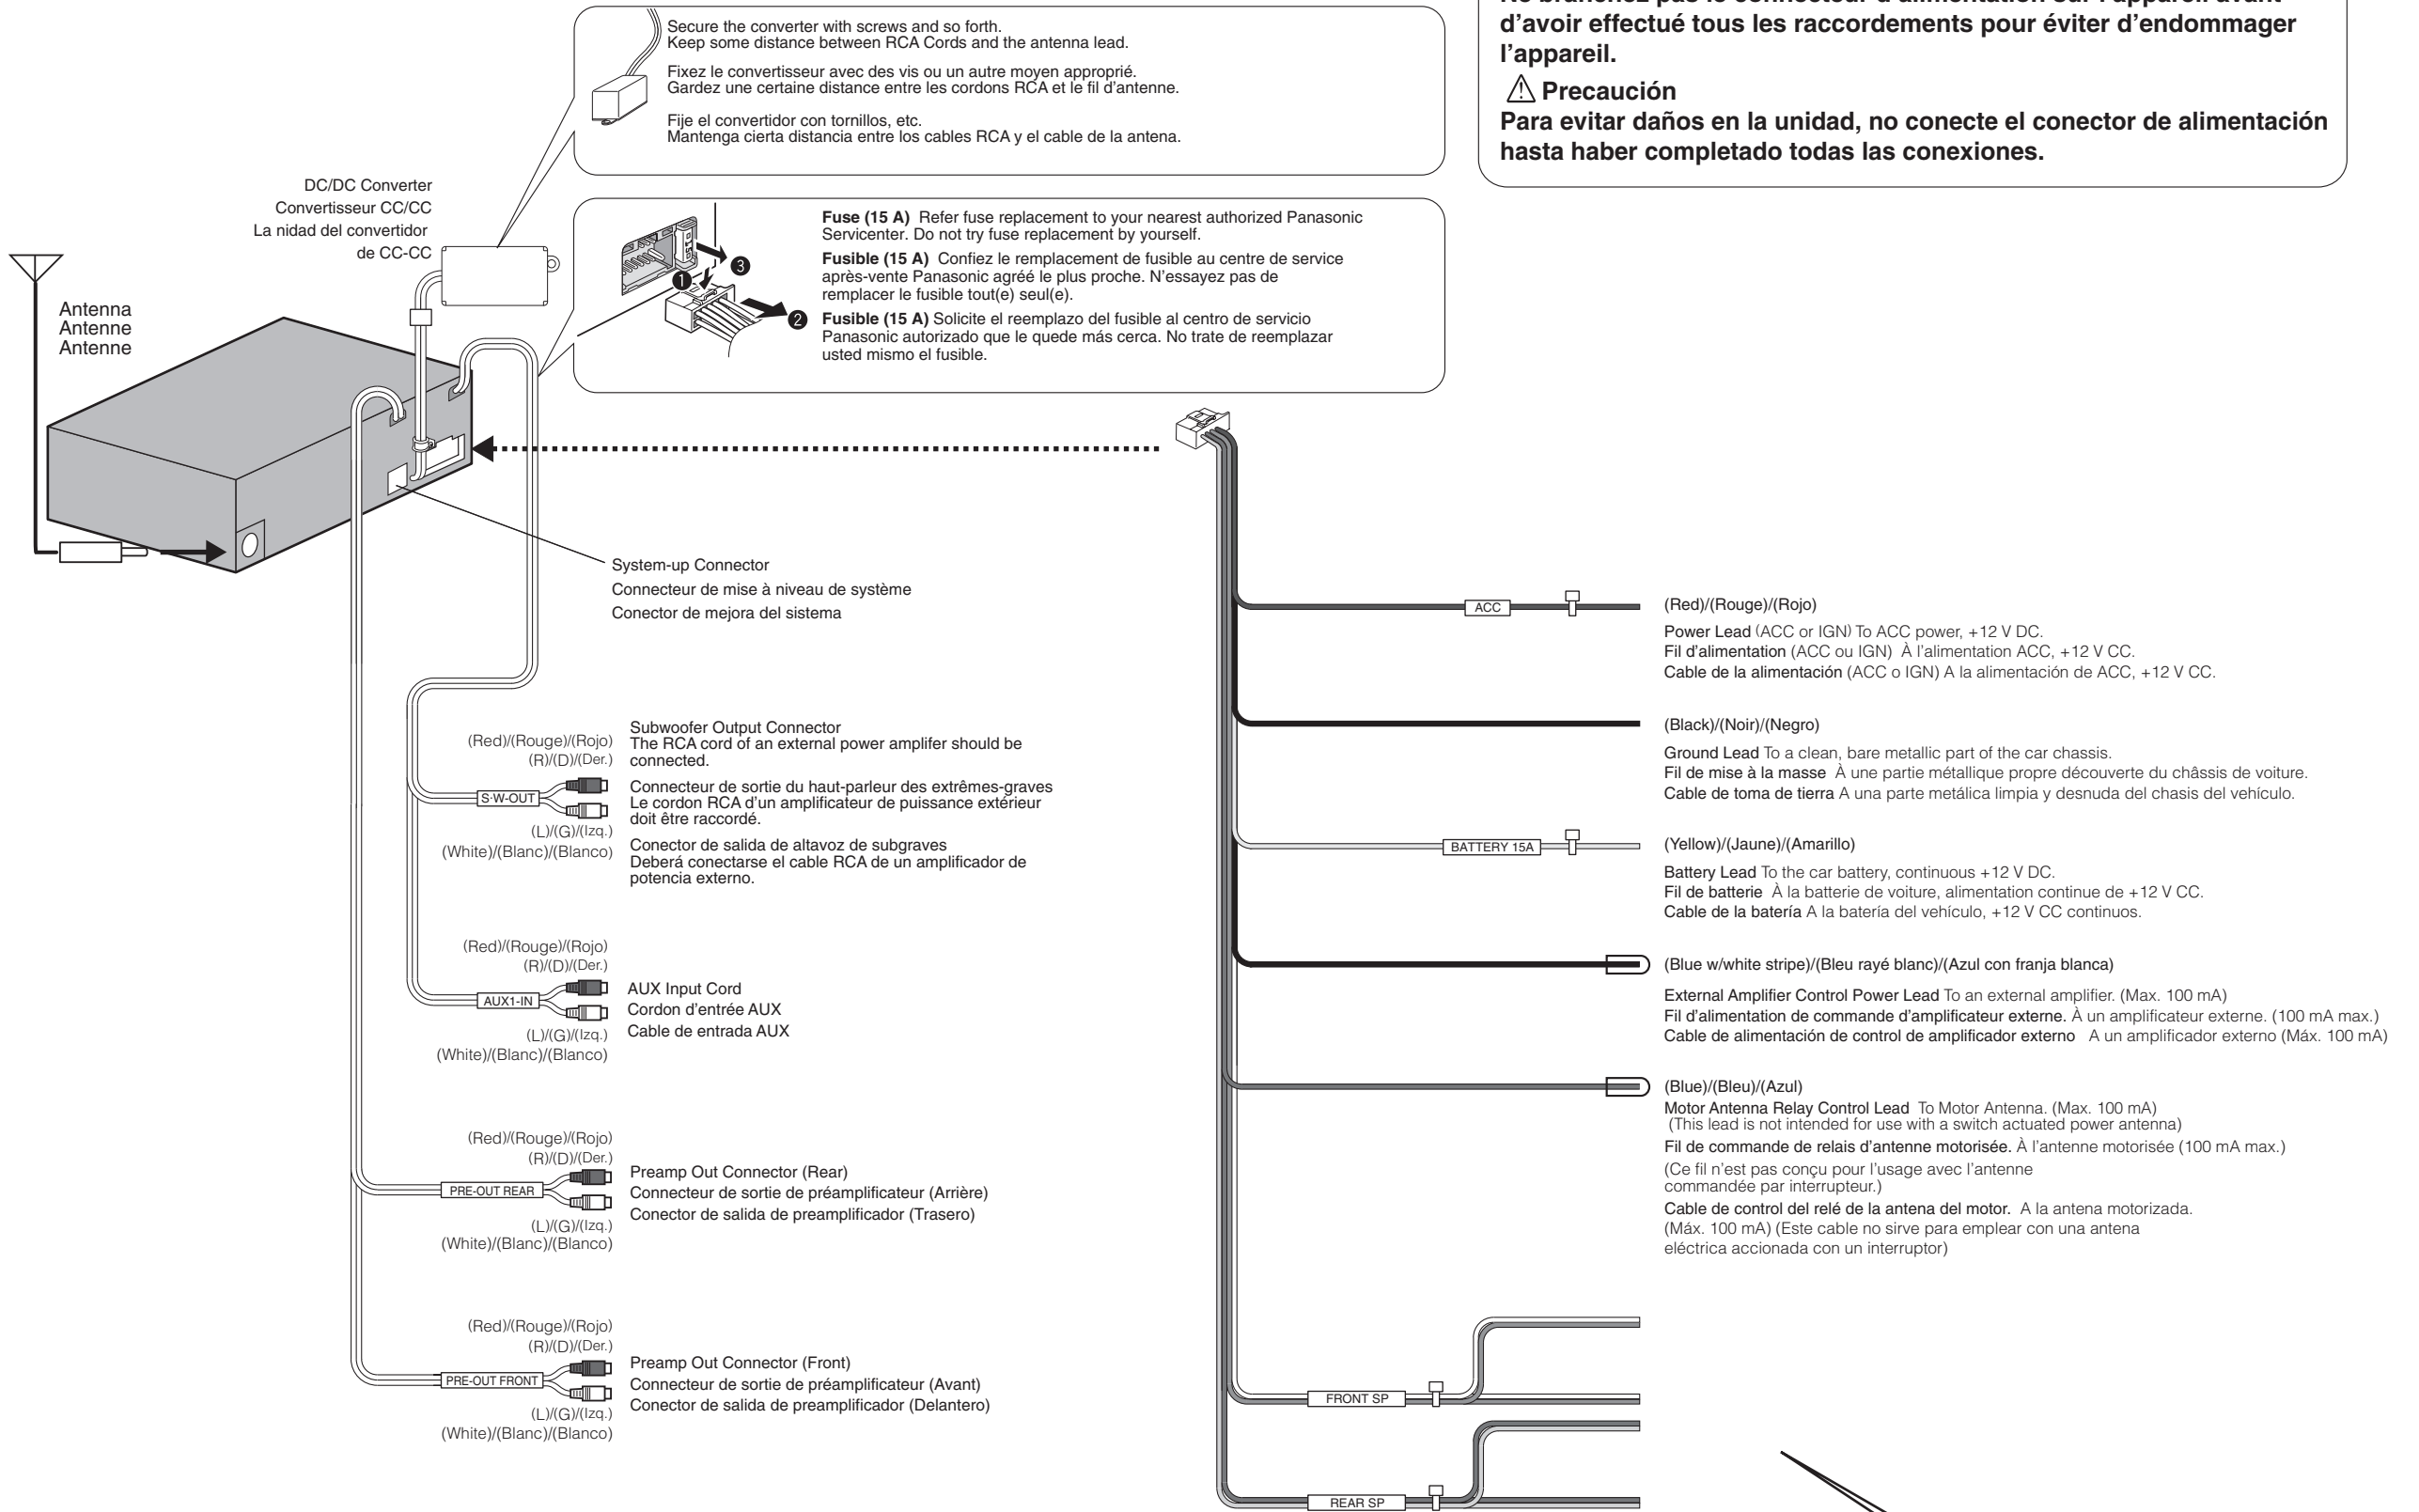 Secure the converter with screws and so forth.
Keep some distance between RCA Cords and the antenna lead.
Fixez le convertisseur avec des vis ou un autre moyen approprié.
Gardez une certaine distance entre les cordons RCA et le fil d'antenne.
Fije el convertidor con tornillos, etc.
Mantenga cierta distancia entre los cables RCA y el cable de la antena.
d'avoir effectué tous les raccordements pour éviter d'endommager
l'appareil.
Precaución
Para evitar daños en la unidad, no conecte el conector de alimentación
hasta haber completado todas las conexiones.
DC/DC Converter
Convertisseur CC/CC
La nidad del convertidor
de CC-CC
Fuse (15 A) Refer fuse replacement to your nearest authorized Panasonic
Servicenter. Do not try fuse replacement by yourself.
Fusible (15 A) Confiez le remplacement de fusible au centre de service
après-vente Panasonic agréé le plus proche. N'essayez pas de
remplacer le fusible tout(e) seul(e).
Fusible (15 A) Solicite el reemplazo del fusible al centro de servicio
Panasonic autorizado que le quede más cerca. No trate de reemplazar
usted mismo el fusible.
15
1
3
2
Antenna
Antenne
Antenne
System-up Connector
Connecteur de mise à niveau de système
Conector de mejora del sistema
(Red)/(Rouge)/(Rojo)
(R)/(D)/(Der.)
S·W-OUT
(L)/(G)/(Izq.)
(White)/(Blanc)/(Blanco)
Subwoofer Output Connector
The RCA cord of an external power amplifer should be
connected.
Connecteur de sortie du haut-parleur des extrêmes-graves
Le cordon RCA d'un amplificateur de puissance extérieur
doit être raccordé.
Conector de salida de altavoz de subgraves
Deberá conectarse el cable RCA de un amplificador de
potencia externo.
(Red)/(Rouge)/(Rojo)
(R)/(D)/(Der.)
AUX1-IN
(L)/(G)/(Izq.)
(White)/(Blanc)/(Blanco)
AUX Input Cord
Cordon d'entrée AUX
Cable de entrada AUX
(Red)/(Rouge)/(Rojo)
(R)/(D)/(Der.)
PRE-OUT REAR
(L)/(G)/(Izq.)
(White)/(Blanc)/(Blanco)
Preamp Out Connector (Rear)
Connecteur de sortie de préamplificateur (Arrière)
Conector de salida de preamplificador (Trasero)
(Red)/(Rouge)/(Rojo)
(R)/(D)/(Der.)
PRE-OUT FRONT
(L)/(G)/(Izq.)
(White)/(Blanc)/(Blanco)
Preamp Out Connector (Front)
Connecteur de sortie de préamplificateur (Avant)
Conector de salida de preamplificador (Delantero)
ACC
(Red)/(Rouge)/(Rojo)
Power Lead (ACC or IGN) To ACC power, +12 V DC.
Fil d'alimentation (ACC ou IGN) À l'alimentation ACC, +12 V CC.
Cable de la alimentación (ACC o IGN) A la alimentación de ACC, +12 V CC.
(Black)/(Noir)/(Negro)
Ground Lead To a clean, bare metallic part of the car chassis.
Fil de mise à la masse À une partie métallique propre découverte du châssis de voiture.
Cable de toma de tierra A una parte metálica limpia y desnuda del chasis del vehículo.
BATTERY 15A
(Yellow)/(Jaune)/(Amarillo)
Battery Lead To the car battery, continuous +12 V DC.
Fil de batterie À la batterie de voiture, alimentation continue de +12 V CC.
Cable de la batería A la batería del vehículo, +12 V CC continuos.
(Blue w/white stripe)/(Bleu rayé blanc)/(Azul con franja blanca)
External Amplifier Control Power Lead To an external amplifier. (Max. 100 mA)
Fil d'alimentation de commande d'amplificateur externe. À un amplificateur externe. (100 mA max.)
Cable de alimentación de control de amplificador externo A un amplificador externo (Máx. 100 mA)
(Blue)/(Bleu)/(Azul)
Motor Antenna Relay Control Lead To Motor Antenna. (Max. 100 mA)
(This lead is not intended for use with a switch actuated power antenna)
Fil de commande de relais d'antenne motorisée. À l'antenne motorisée (100 mA max.)
(Ce fil n'est pas conçu pour l'usage avec l'antenne
commandée par interrupteur.)
Cable de control del relé de la antena del motor. A la antena motorizada.
(Máx. 100 mA) (Este cable no sirve para emplear con una antena
eléctrica accionada con un interruptor)
FRONT SP
REAR SP